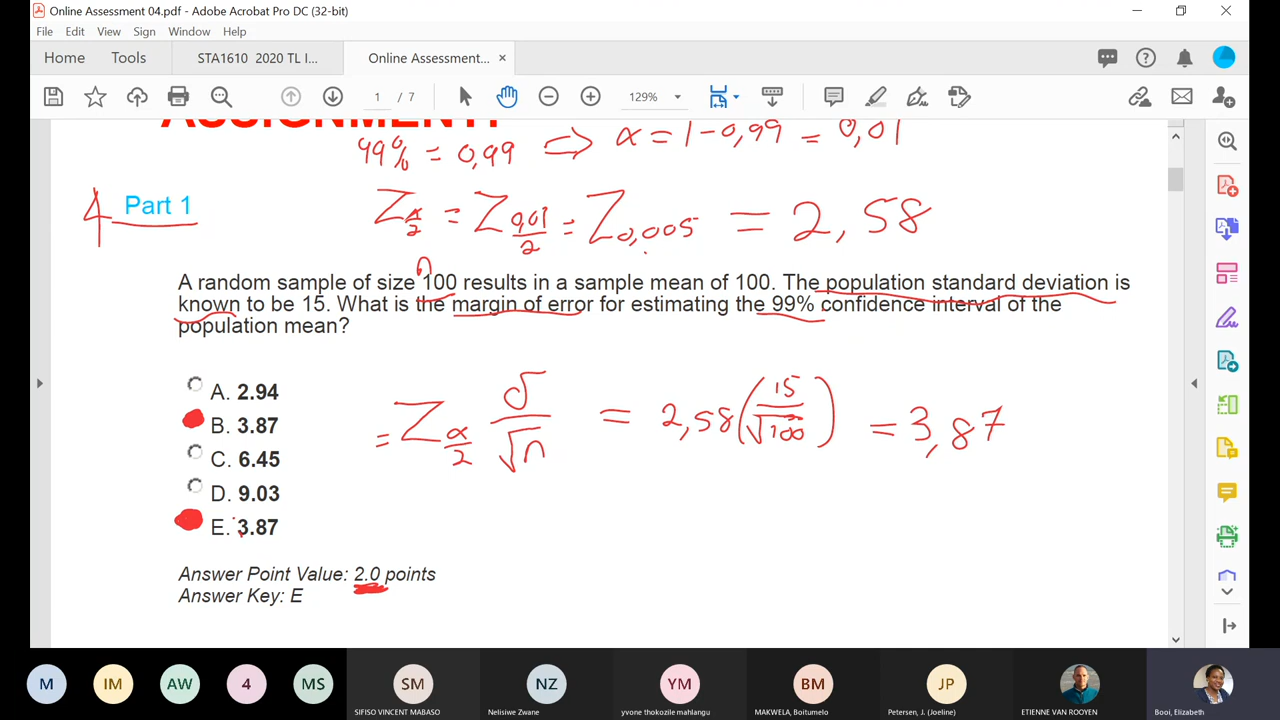 Online Assessment 04.pdf - Adobe Acrobat Pro DC (32-bit)
File Edit View Sign Window Help
Home Tools STA1610 2020 TL I... Online Assessment... ×
1 / 7 129%
ASSIGNMENT!
99% = 0,99 ⇒ α = 1 - 0,99 = 0,01
4 Part 1
Z α/2 = Z 0,01/2 = Z 0,005 = 2,58
n
A random sample of size 100 results in a sample mean of 100. The population standard deviation is
known to be 15. What is the margin of error for estimating the 99% confidence interval of the
population mean?
A. 2.94
B. 3.87
C. 6.45
D. 9.03
E. 3.87
= Z α/2 σ/√n = 2,58 (15/√100) = 3,87
Answer Point Value: 2.0 points
Answer Key: E
M IM AW 4 MS SM NZ YM BM JP
SIFISO VINCENT MABASO Nelisiwe Zwane yvone thokozile mahlangu MAKWELA, Boitumelo Petersen, J. (Joeline) ETIENNE VAN ROOYEN Booi, Elizabeth